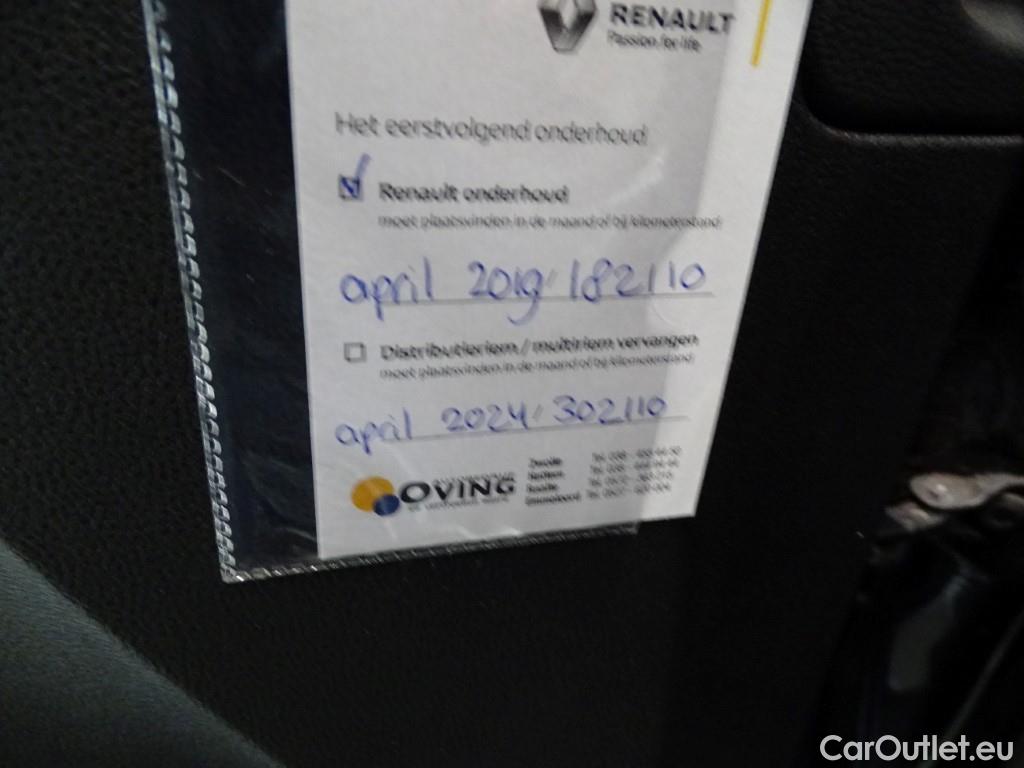 RENAULT
Passion for life
Het eerstvolgend onderhoud
Renault onderhoud
moet plaatsvinden in de maand of bij kilometerstand
april 2019/182110
Distributieriem / multiriem vervangen
moet plaatsvinden in de maand of bij kilometerstand
april 2024/302110
OVING
Zwolle
CarOutlet.eu